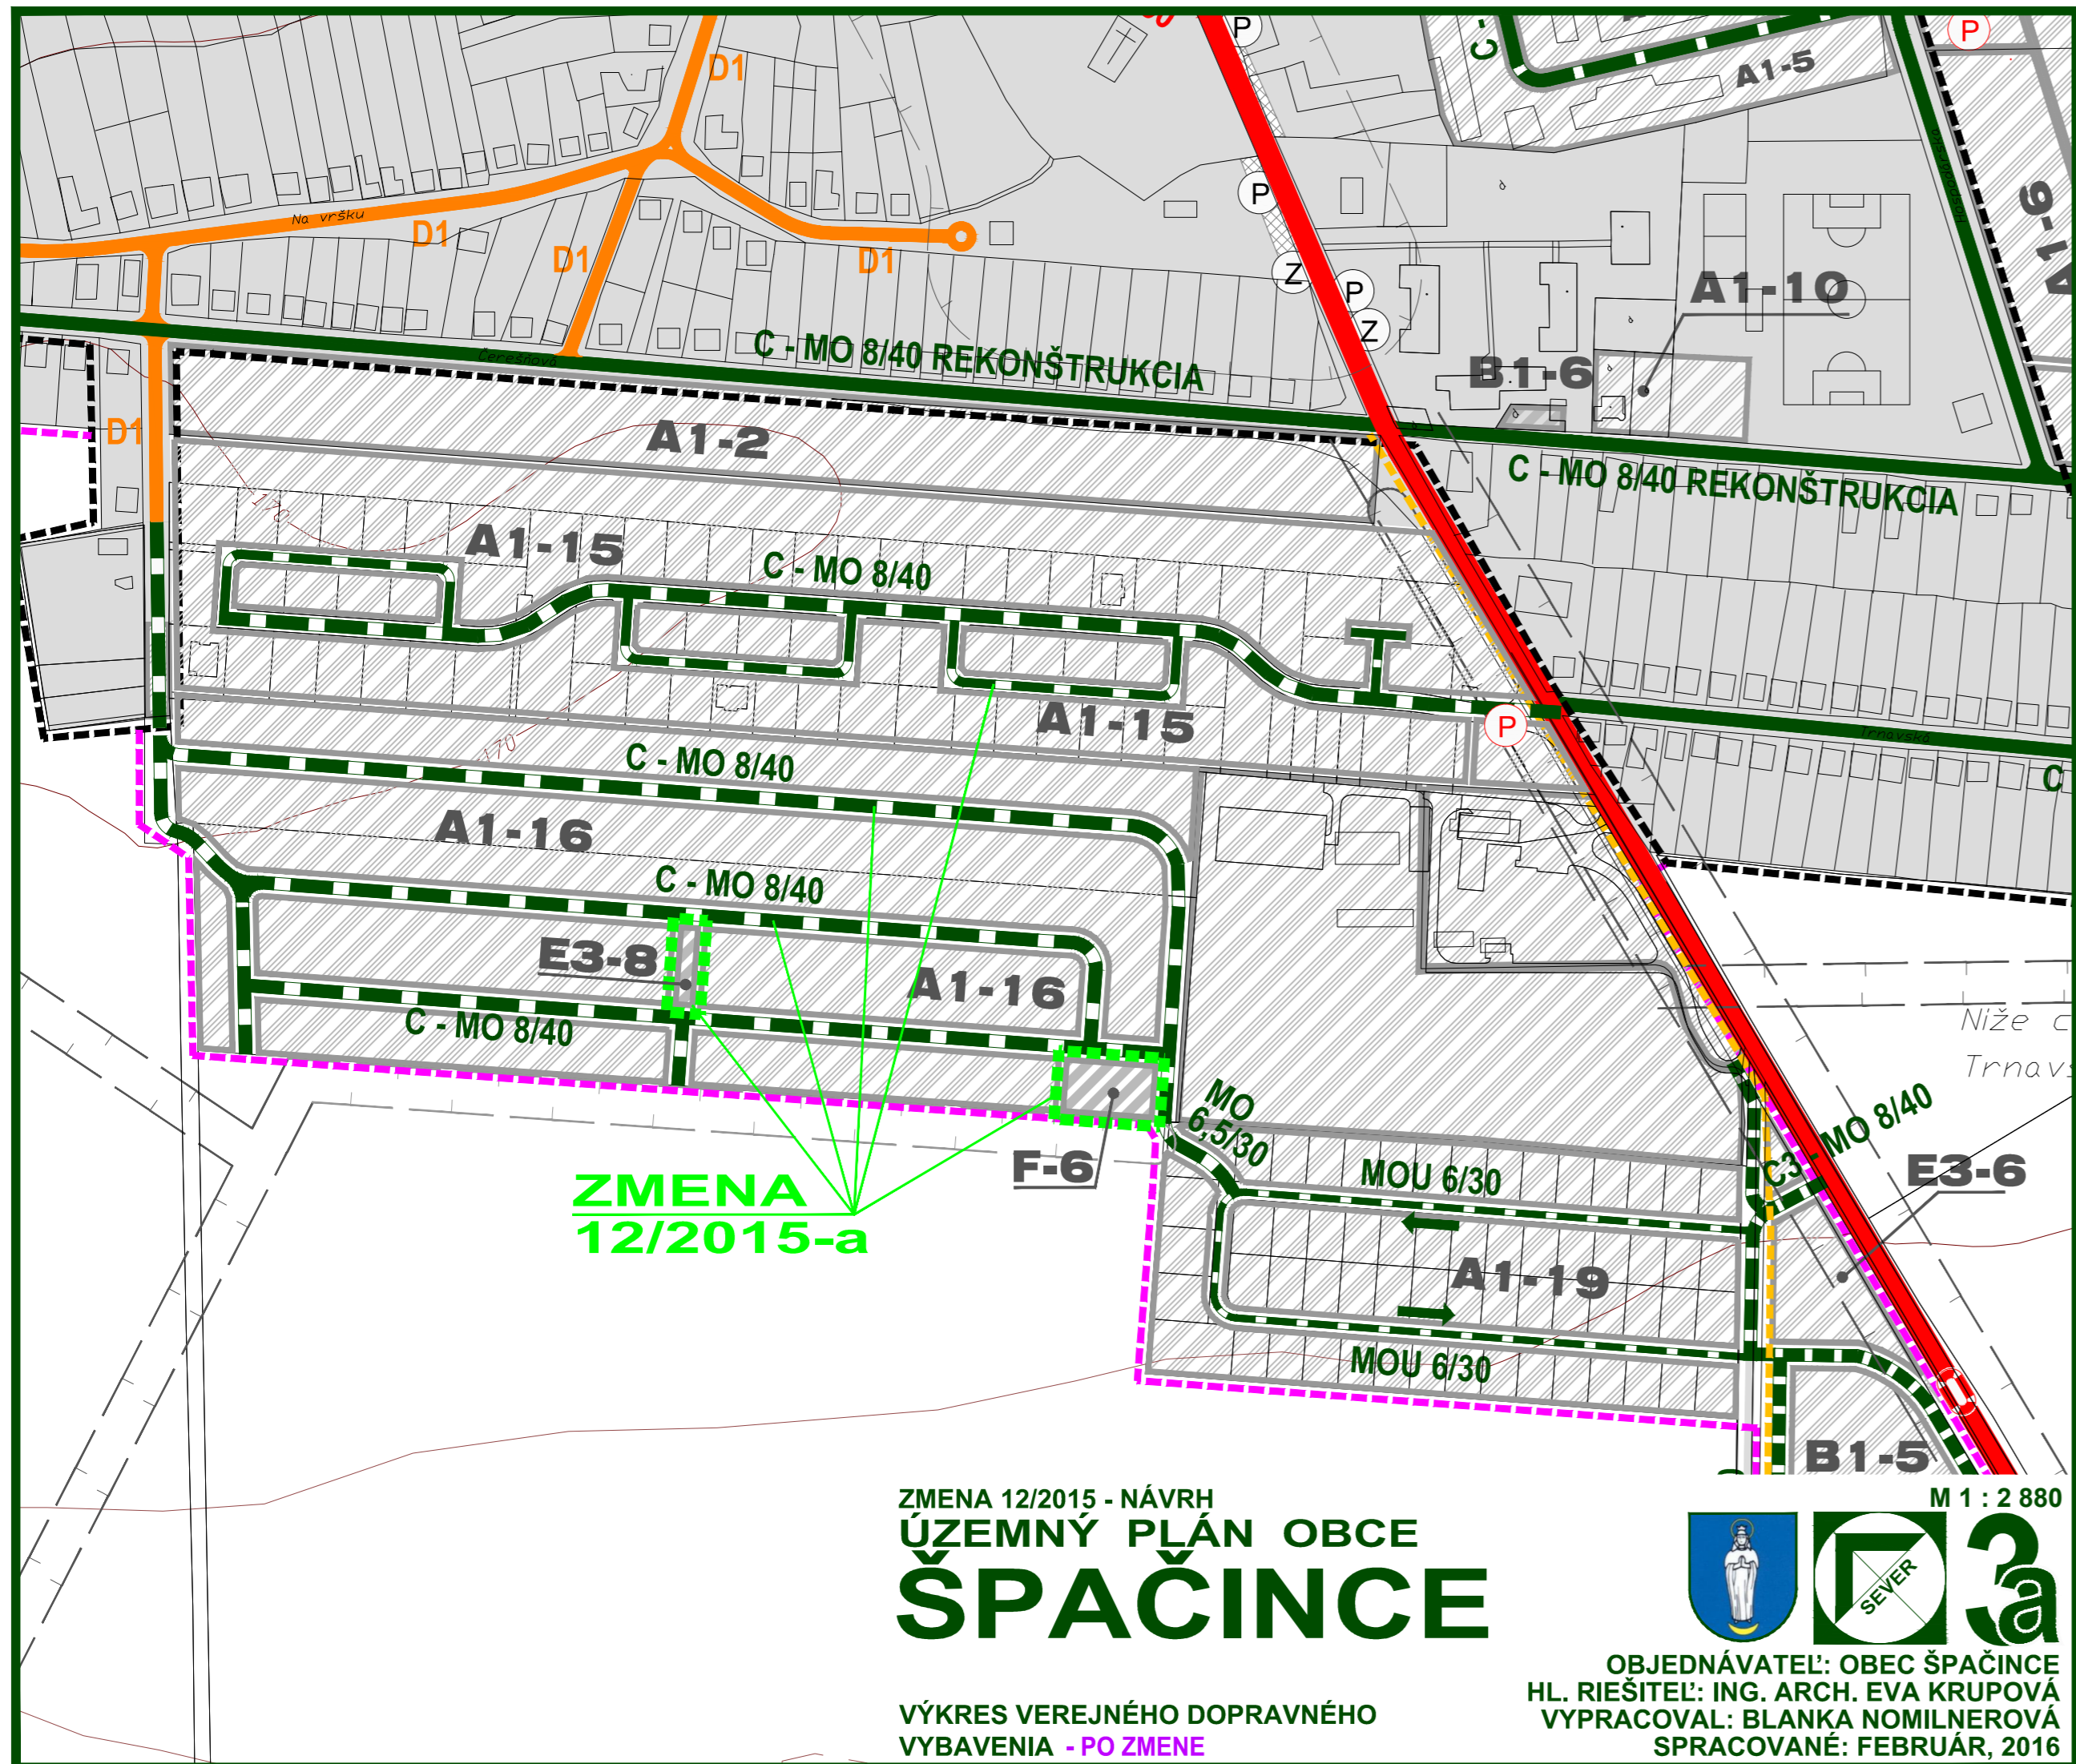 P
P
C -
A1-5
D1
P
A1-9
Na vršku
D1
D1
D1
Z
P
Z
A1-10
Čerešňová
C - MO 8/40 REKONŠTRUKCIA
B1-6
D1
A1-2
C - MO 8/40 REKONŠTRUKCIA
170
A1-15
C - MO 8/40
A1-15
P
Trnavská
170
C - MO 8/40
C
A1-16
C - MO 8/40
E3-8
A1-16
C - MO 8/40
Niže c
Trnavs
MO
6,5/30
C3 - MO 8/40
F-6
MOU 6/30
E3-6
ZMENA
12/2015-a
A1-19
MOU 6/30
B1-5
ZMENA 12/2015 - NÁVRH
M 1 : 2 880
ÚZEMNÝ PLÁN OBCE
ŠPAČINCE
SEVER
3a
OBJEDNÁVATEĽ: OBEC ŠPAČINCE
HL. RIEŠITEĽ: ING. ARCH. EVA KRUPOVÁ
VÝKRES VEREJNÉHO DOPRAVNÉHO
VYPRACOVAL: BLANKA NOMILNEROVÁ
VYBAVENIA - PO ZMENE
SPRACOVANÉ: FEBRUÁR, 2016